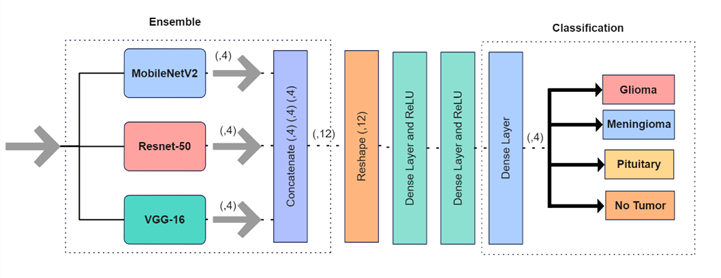 Ensemble
Classification
MobileNetV2
(,4)
Resnet-50
(,4)
VGG-16
(,4)
Concatenate (,4) (,4) (,4)
(,12)
Reshape (,12)
Dense Layer and ReLU
Dense Layer and ReLU
Dense Layer
(,4)
Glioma
Meningioma
Pituitary
No Tumor